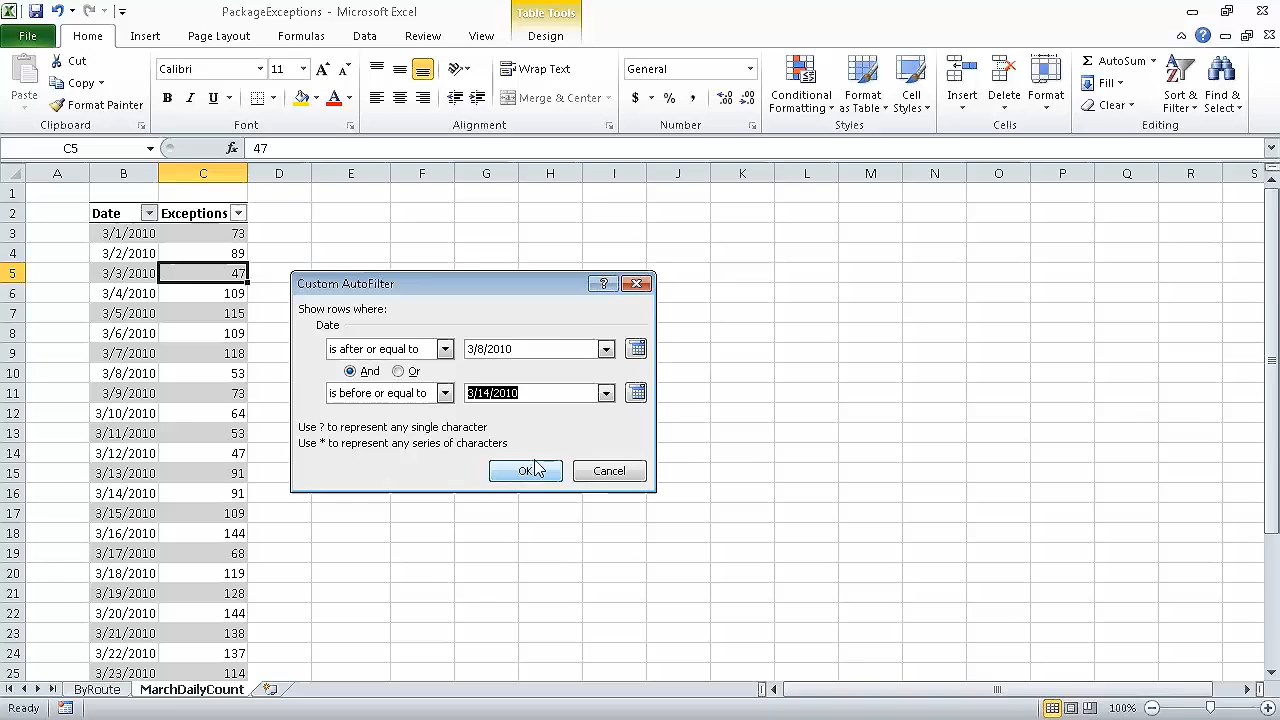 PackageExceptions - Microsoft Excel
Table Tools
File Home Insert Page Layout Formulas Data Review View Design
Paste
Cut
Copy
Format Painter
Clipboard
Calibri 11
B I U A
Font
Wrap Text
Merge & Center
Alignment
General
$ % ,
Number
Conditional Formatting
Format as Table
Cell Styles
Styles
Insert
Delete
Format
Cells
AutoSum
Fill
Clear
Sort & Filter
Find & Select
Editing
C5 fx 47
A B C D E F G H I J K L M N O P Q R S
1
2 Date Exceptions
3 3/1/2010 73
4 3/2/2010 89
5 3/3/2010 47
6 3/4/2010 109
7 3/5/2010 115
8 3/6/2010 109
9 3/7/2010 118
10 3/8/2010 53
11 3/9/2010 73
12 3/10/2010 64
13 3/11/2010 53
14 3/12/2010 47
15 3/13/2010 91
16 3/14/2010 91
17 3/15/2010 109
18 3/16/2010 144
19 3/17/2010 68
20 3/18/2010 119
21 3/19/2010 128
22 3/20/2010 144
23 3/21/2010 138
24 3/22/2010 137
25 3/23/2010 114
Custom AutoFilter
Show rows where:
Date
is after or equal to 3/8/2010
And Or
is before or equal to 3/14/2010
Use ? to represent any single character
Use * to represent any series of characters
OK Cancel
ByRoute MarchDailyCount
Ready 100%